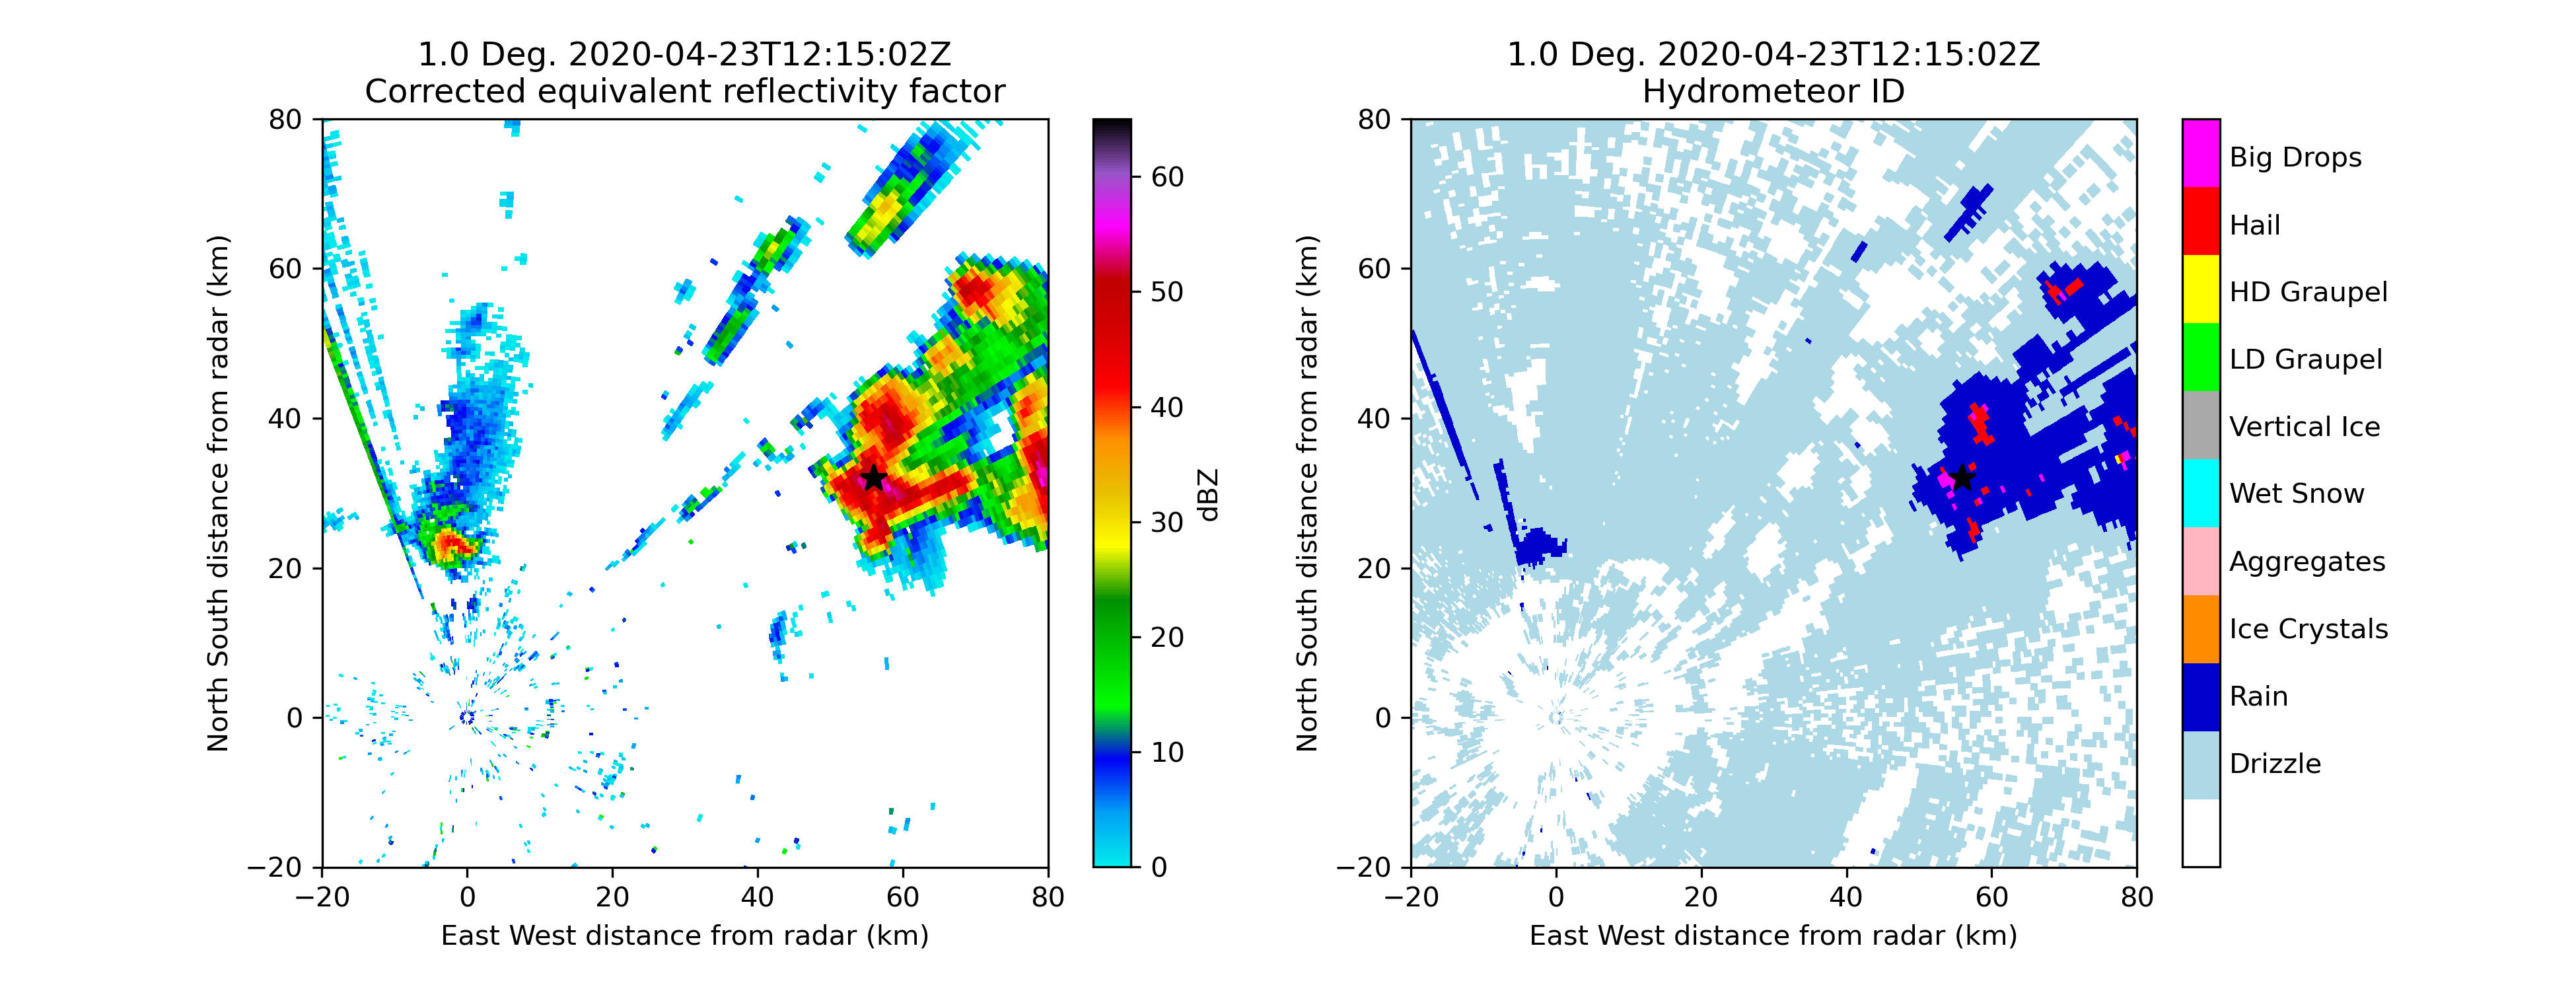 1.0 Deg. 2020-04-23T12:15:02Z
Corrected equivalent reflectivity factor
80
60
40
20
0
−20
North South distance from radar (km)
−20 0 20 40 60 80
East West distance from radar (km)
60
50
40
30
20
10
0
dBZ
1.0 Deg. 2020-04-23T12:15:02Z
Hydrometeor ID
80
60
40
20
0
−20
North South distance from radar (km)
−20 0 20 40 60 80
East West distance from radar (km)
Big Drops
Hail
HD Graupel
LD Graupel
Vertical Ice
Wet Snow
Aggregates
Ice Crystals
Rain
Drizzle